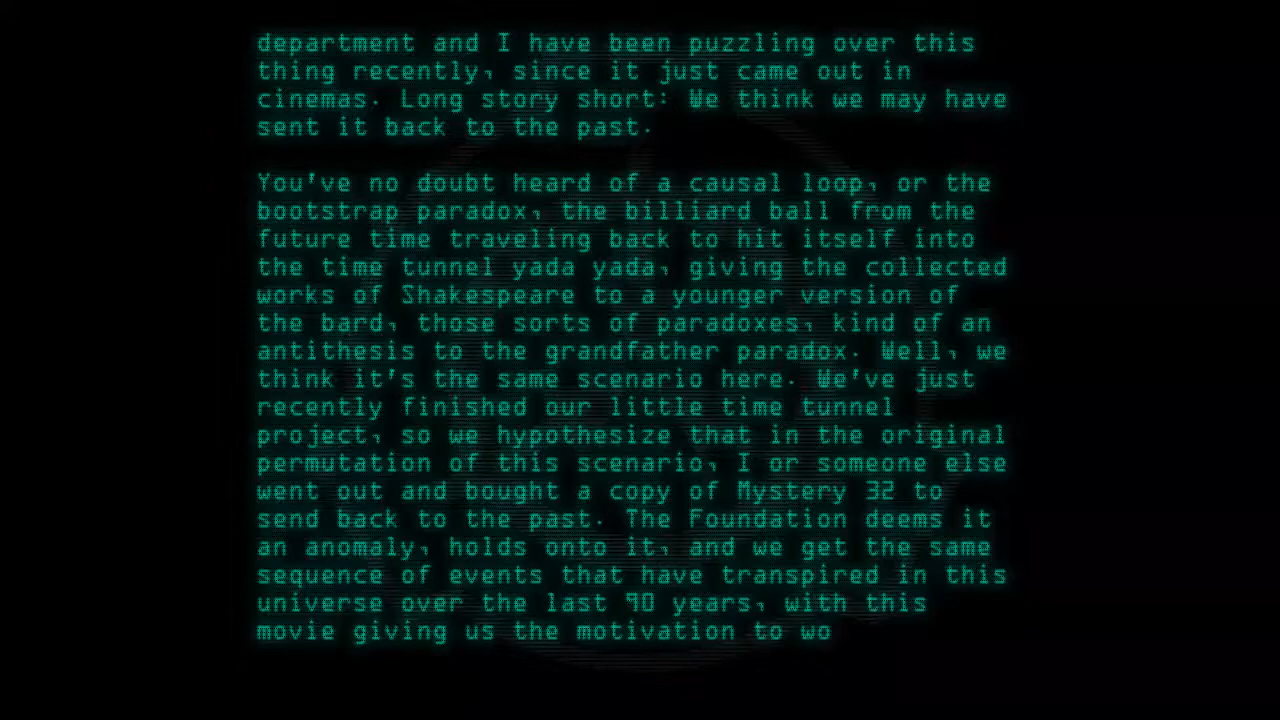 department and I have been puzzling over this
thing recently, since it just came out in
cinemas. Long story short: We think we may have
sent it back to the past.
You've no doubt heard of a causal loop, or the
bootstrap paradox, the billiard ball from the
future time traveling back to hit itself into
the time tunnel yada yada, giving the collected
works of Shakespeare to a younger version of
the bard, those sorts of paradoxes, kind of an
antithesis to the grandfather paradox. Well, we
think it's the same scenario here. We've just
recently finished our little time tunnel
project, so we hypothesize that in the original
permutation of this scenario, I or someone else
went out and bought a copy of Mystery 32 to
send back to the past. The Foundation deems it
an anomaly, holds onto it, and we get the same
sequence of events that have transpired in this
universe over the last 90 years, with this
movie giving us the motivation to wo